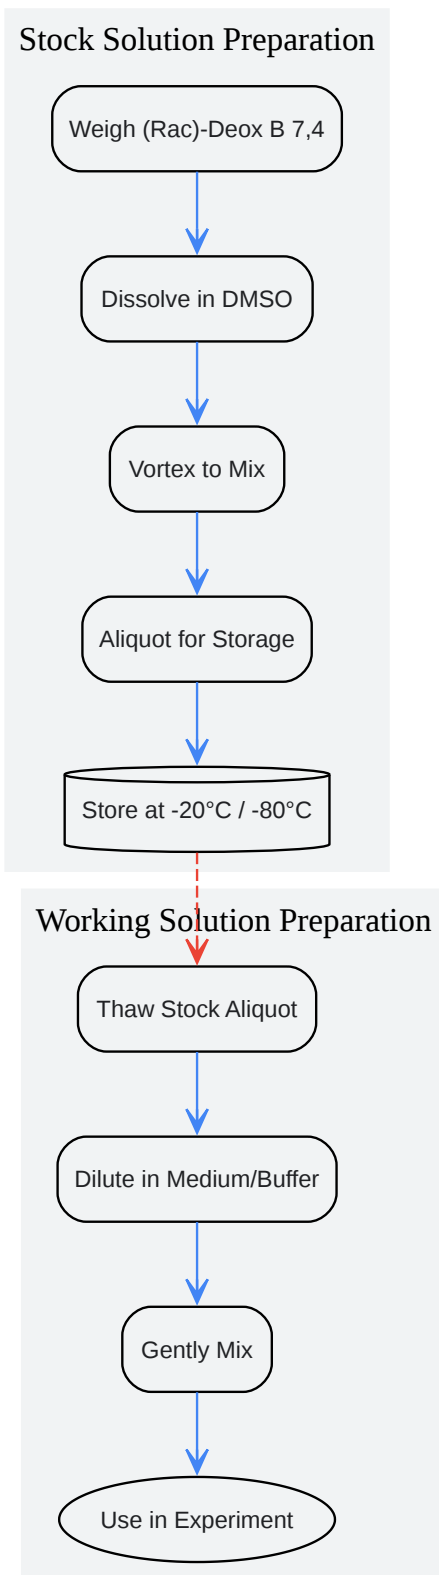 Stock Solution Preparation
Weigh (Rac)-Deox B 7,4
Dissolve in DMSO
Vortex to Mix
Aliquot for Storage
Store at -20°C / -80°C
Working Solution Preparation
Thaw Stock Aliquot
Dilute in Medium/Buffer
Gently Mix
Use in Experiment